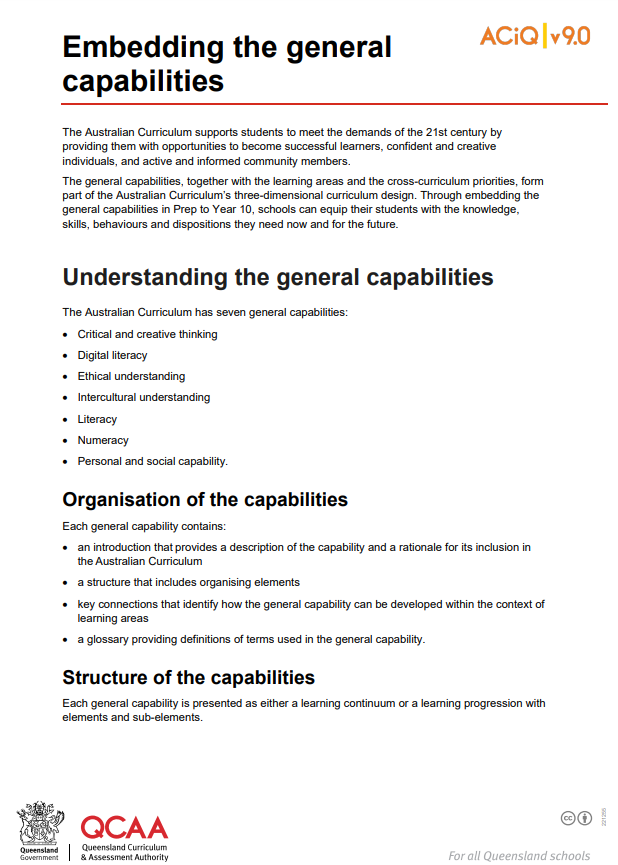 Embedding the general
capabilities
ACiQ v9.0
The Australian Curriculum supports students to meet the demands of the 21st century by
providing them with opportunities to become successful learners, confident and creative
individuals, and active and informed community members.
The general capabilities, together with the learning areas and the cross-curriculum priorities, form
part of the Australian Curriculum's three-dimensional curriculum design. Through embedding the
general capabilities in Prep to Year 10, schools can equip their students with the knowledge,
skills, behaviours and dispositions they need now and for the future.
Understanding the general capabilities
The Australian Curriculum has seven general capabilities:
• Critical and creative thinking
• Digital literacy
• Ethical understanding
• Intercultural understanding
• Literacy
• Numeracy
• Personal and social capability.
Organisation of the capabilities
Each general capability contains:
• an introduction that provides a description of the capability and a rationale for its inclusion in
the Australian Curriculum
• a structure that includes organising elements
• key connections that identify how the general capability can be developed within the context of
learning areas
• a glossary providing definitions of terms used in the general capability.
Structure of the capabilities
Each general capability is presented as either a learning continuum or a learning progression with
elements and sub-elements.
Queensland
Government
QCAA
Queensland Curriculum
& Assessment Authority
cc
For all Queensland schools